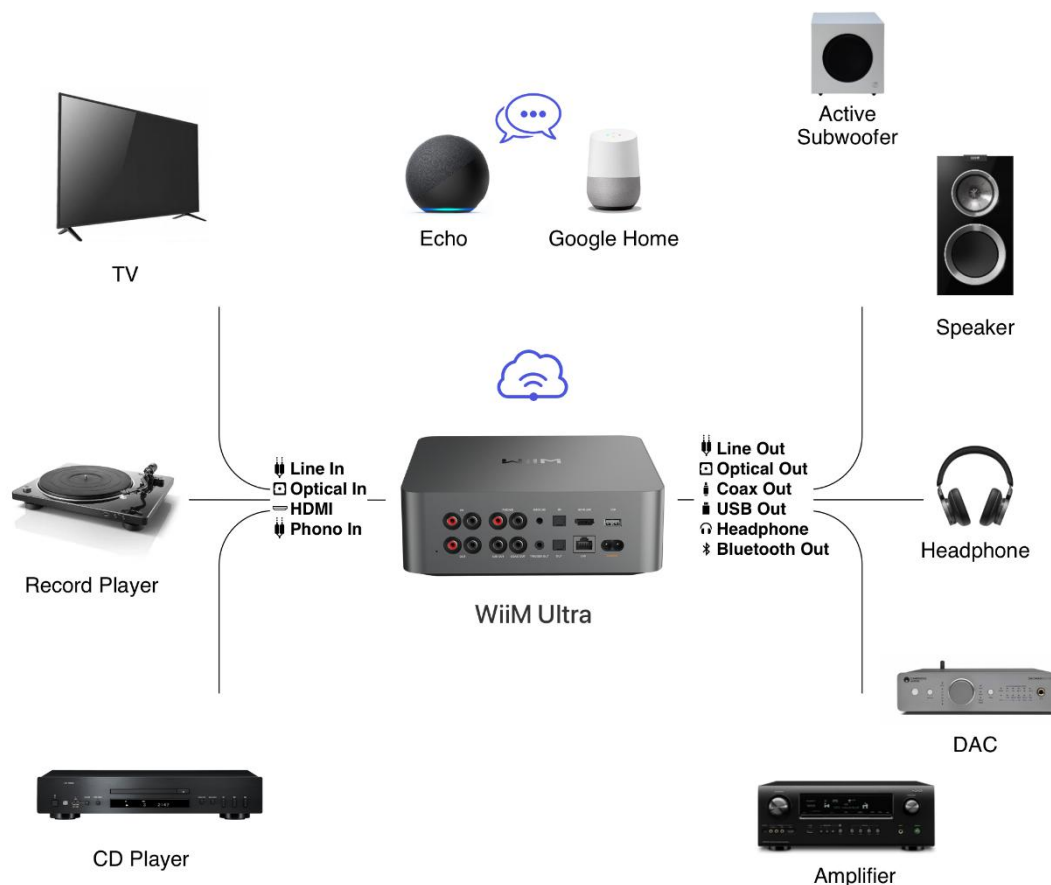 Active
Subwoofer
TV
Echo
Google Home
Speaker
Line In
Optical In
HDMI
Phono In
WiiM
Line Out
Optical Out
Coax Out
USB Out
Headphone
Bluetooth Out
Record Player
WiiM Ultra
Headphone
DAC
CD Player
Amplifier